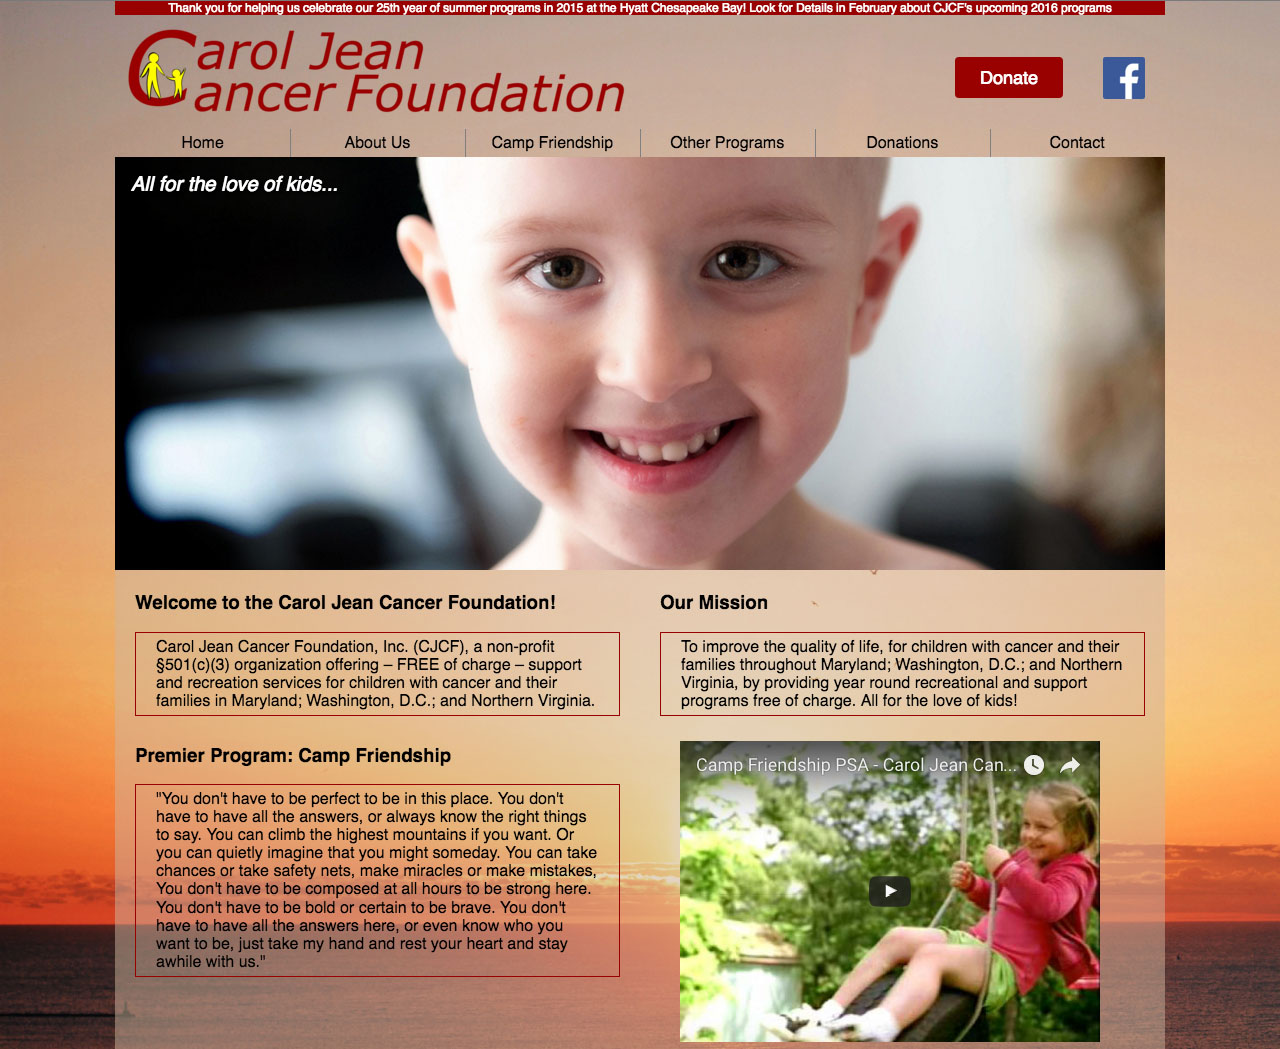 Thank you for helping us celebrate our 25th year of summer programs in 2015 at the Hyatt Chesapeake Bay! Look for Details in February about CJCF's upcoming 2016 programs
Carol Jean
Cancer Foundation
Donate
f
Home
About Us
Camp Friendship
Other Programs
Donations
Contact
All for the love of kids...
Welcome to the Carol Jean Cancer Foundation!
Carol Jean Cancer Foundation, Inc. (CJCF), a non-profit
§501(c)(3) organization offering – FREE of charge – support
and recreation services for children with cancer and their
families in Maryland; Washington, D.C.; and Northern Virginia.
Our Mission
To improve the quality of life, for children with cancer and their
families throughout Maryland; Washington, D.C.; and Northern
Virginia, by providing year round recreational and support
programs free of charge. All for the love of kids!
Premier Program: Camp Friendship
"You don't have to be perfect to be in this place. You don't
have to have all the answers, or always know the right things
to say. You can climb the highest mountains if you want. Or
you can quietly imagine that you might someday. You can take
chances or take safety nets, make miracles or make mistakes,
You don't have to be composed at all hours to be strong here.
You don't have to be bold or certain to be brave. You don't
have to have all the answers here, or even know who you
want to be, just take my hand and rest your heart and stay
awhile with us."
Camp Friendship PSA - Carol Jean Can...